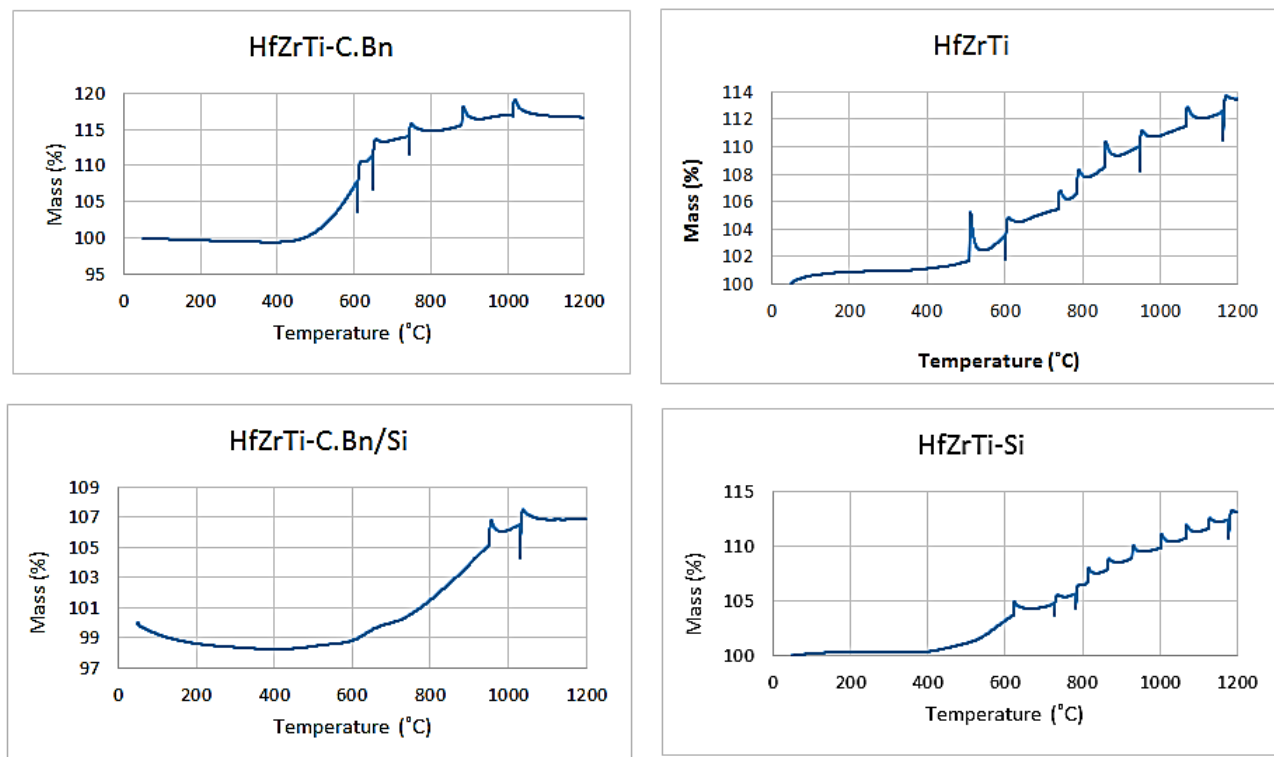 HfZrTi-C.Bn
Mass (%)
120
115
110
105
100
95
0 200 400 600 800 1000 1200
Temperature (˚C)
HfZrTi
Mass (%)
114
112
110
108
106
104
102
100
0 200 400 600 800 1000 1200
Temperature (˚C)
HfZrTi-C.Bn/Si
Mass (%)
109
107
105
103
101
99
97
0 200 400 600 800 1000 1200
Temperature (˚C)
HfZrTi-Si
Mass (%)
115
110
105
100
0 200 400 600 800 1000 1200
Temperature (˚C)